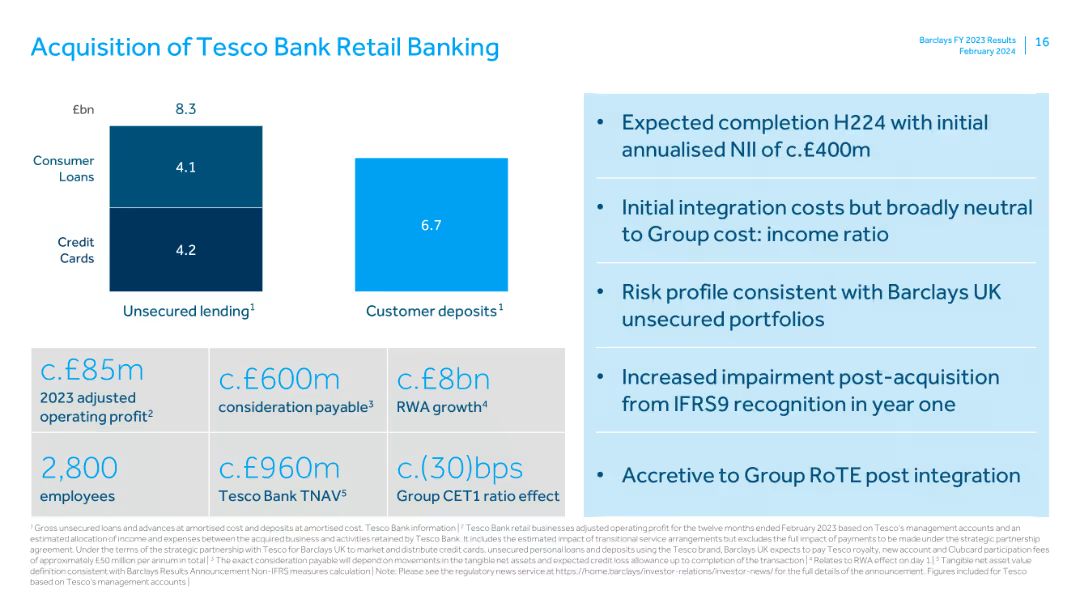 Acquisition of Tesco Bank Retail Banking
Barclays FY 2023 Results
February 2024
16
£bn
8.3
Consumer
Loans
4.1
Credit
Cards
4.2
6.7
Unsecured lending¹
Customer deposits¹
c.£85m
2023 adjusted
operating profit²
c.£600m
consideration payable³
c.£8bn
RWA growth⁴
2,800
employees
c.£960m
Tesco Bank TNAV⁵
c.(30)bps
Group CET1 ratio effect
• Expected completion H224 with initial
annualised NII of c.£400m
• Initial integration costs but broadly neutral
to Group cost: income ratio
• Risk profile consistent with Barclays UK
unsecured portfolios
• Increased impairment post-acquisition
from IFRS9 recognition in year one
• Accretive to Group RoTE post integration
¹ Gross unsecured loans and advances at amortised cost and deposits at amortised cost. Tesco Bank information | ² Tesco Bank retail businesses adjusted operating profit for the twelve months ended February 2023 based on Tesco's management accounts and an
estimated allocation of income and expenses between the acquired business and activities retained by Tesco Bank. It includes the estimated impact of transitional service arrangements but excludes the full impact of payments to be made under the strategic partnership
agreement. Under the terms of the strategic partnership with Tesco for Barclays UK to market and distribute credit cards, unsecured personal loans and deposits using the Tesco brand, Barclays UK expects to pay Tesco royalty, new account and Clubcard participation fees
of approximately £50 million per annum in total | ³ The exact consideration payable will depend on movements in the tangible net assets and expected credit loss allowance up to completion of the transaction | ⁴ Relates to RWA effect on day 1 | ⁵ Tangible net asset value
definition consistent with Barclays Results Announcement Non-IFRS measures calculation | Note: Please see the regulatory news service at https://home.barclays/investor-relations/investor-news/ for the full details of the announcement. Figures included for Tesco
based on Tesco's management accounts |